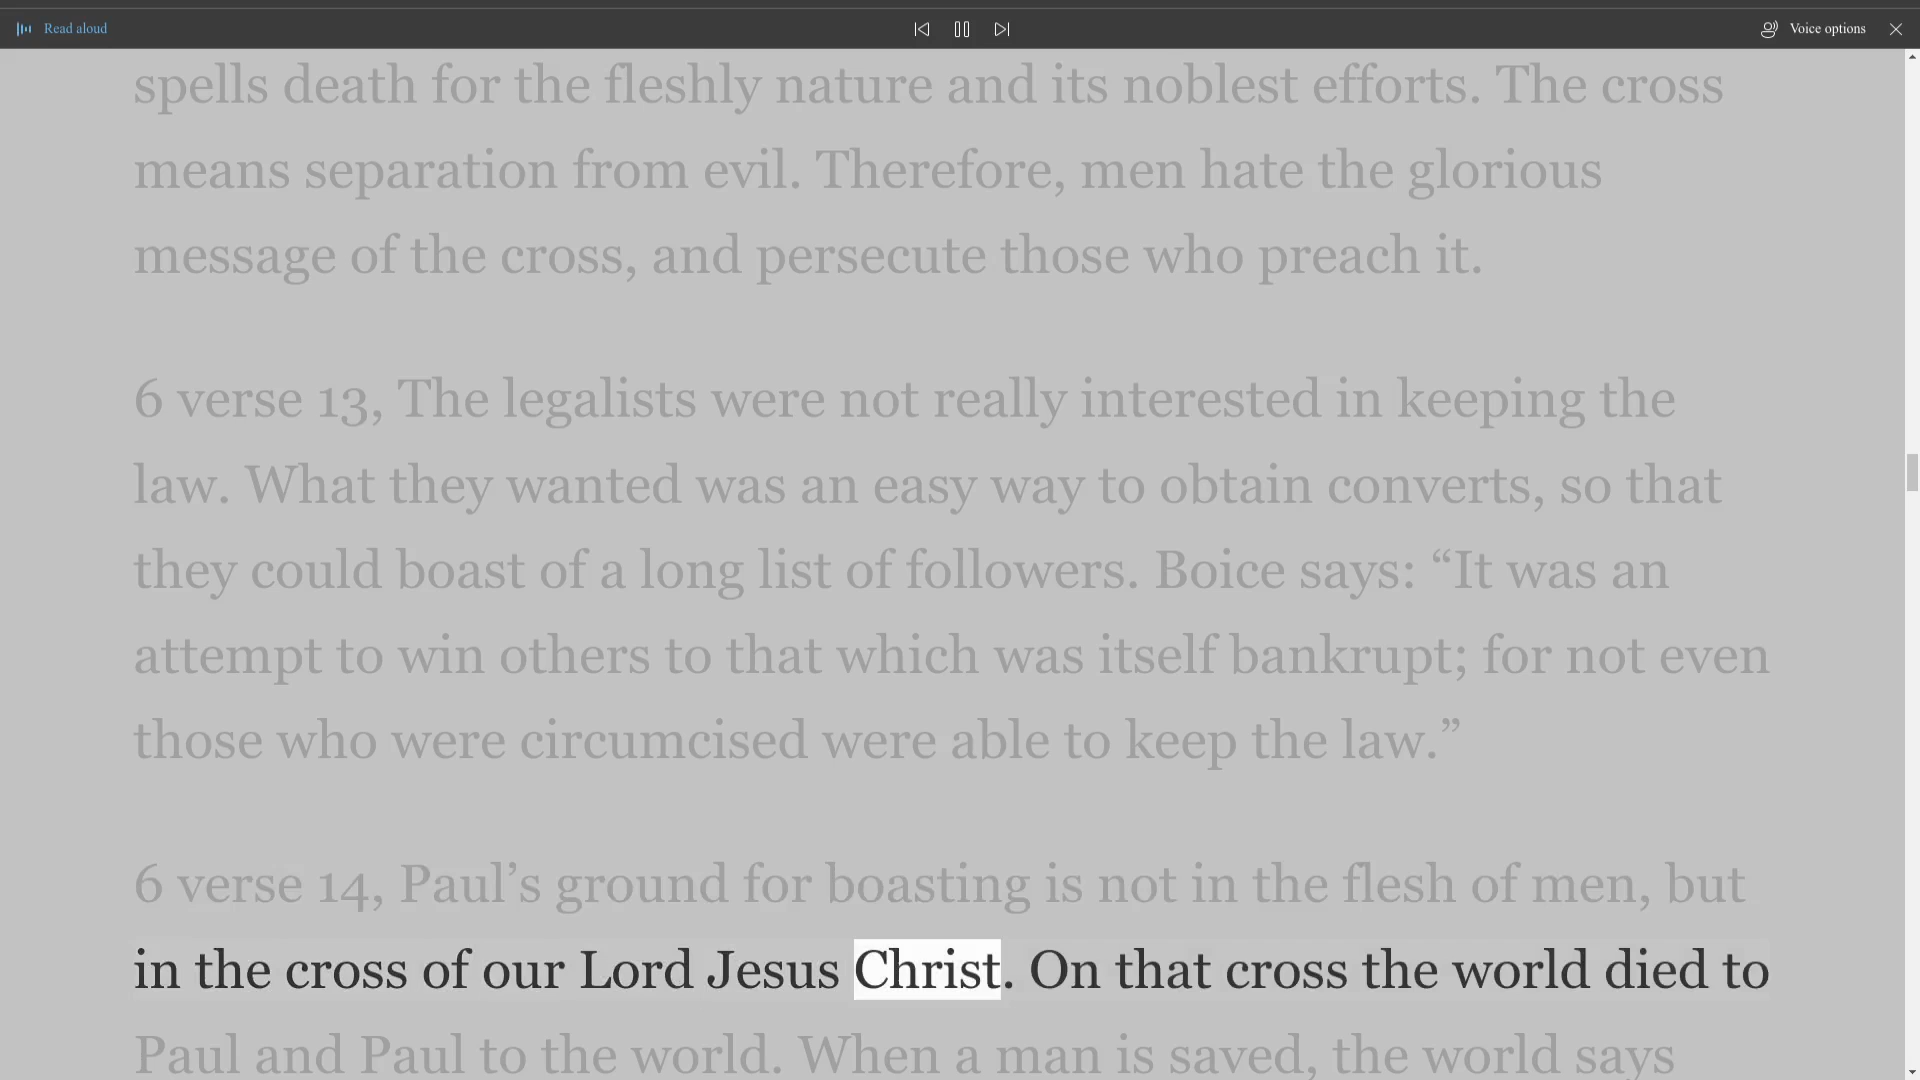 Read aloud
Voice options
spells death for the fleshly nature and its noblest efforts. The cross
means separation from evil. Therefore, men hate the glorious
message of the cross, and persecute those who preach it.
6 verse 13, The legalists were not really interested in keeping the
law. What they wanted was an easy way to obtain converts, so that
they could boast of a long list of followers. Boice says: “It was an
attempt to win others to that which was itself bankrupt; for not even
those who were circumcised were able to keep the law.”
6 verse 14, Paul’s ground for boasting is not in the flesh of men, but
in the cross of our Lord Jesus Christ. On that cross the world died to
Paul and Paul to the world. When a man is saved, the world says